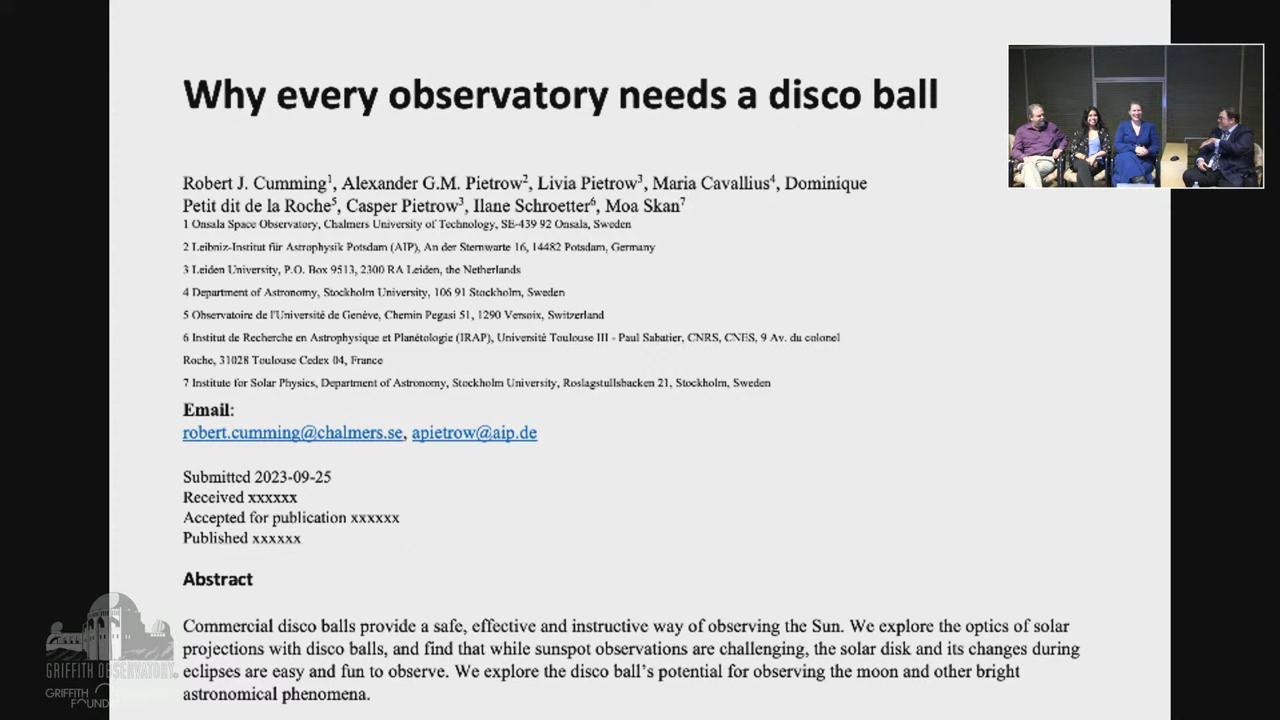 Why every observatory needs a disco ball
Robert J. Cumming1, Alexander G.M. Pietrow2, Livia Pietrow3, Maria Cavallius4, Dominique
Petit dit de la Roche5, Casper Pietrow3, Ilane Schroetter6, Moa Skan7
1 Onsala Space Observatory, Chalmers University of Technology, SE-439 92 Onsala, Sweden
2 Leibniz-Institut für Astrophysik Potsdam (AIP), An der Sternwarte 16, 14482 Potsdam, Germany
3 Leiden University, P.O. Box 9513, 2300 RA Leiden, the Netherlands
4 Department of Astronomy, Stockholm University, 106 91 Stockholm, Sweden
5 Observatoire de l'Université de Genève, Chemin Pegasi 51, 1290 Versoix, Switzerland
6 Institut de Recherche en Astrophysique et Planétologie (IRAP), Université Toulouse III - Paul Sabatier, CNRS, CNES, 9 Av. du colonel
Roche, 31028 Toulouse Cedex 04, France
7 Institute for Solar Physics, Department of Astronomy, Stockholm University, Roslagstullsbacken 21, Stockholm, Sweden
Email:
robert.cumming@chalmers.se, apietrow@aip.de
Submitted 2023-09-25
Received xxxxxx
Accepted for publication xxxxxx
Published xxxxxx
Abstract
Commercial disco balls provide a safe, effective and instructive way of observing the Sun. We explore the optics of solar
projections with disco balls, and find that while sunspot observations are challenging, the solar disk and its changes during
eclipses are easy and fun to observe. We explore the disco ball's potential for observing the moon and other bright
astronomical phenomena.
GRIFFITH OBSERVATORY
GRIFFITH